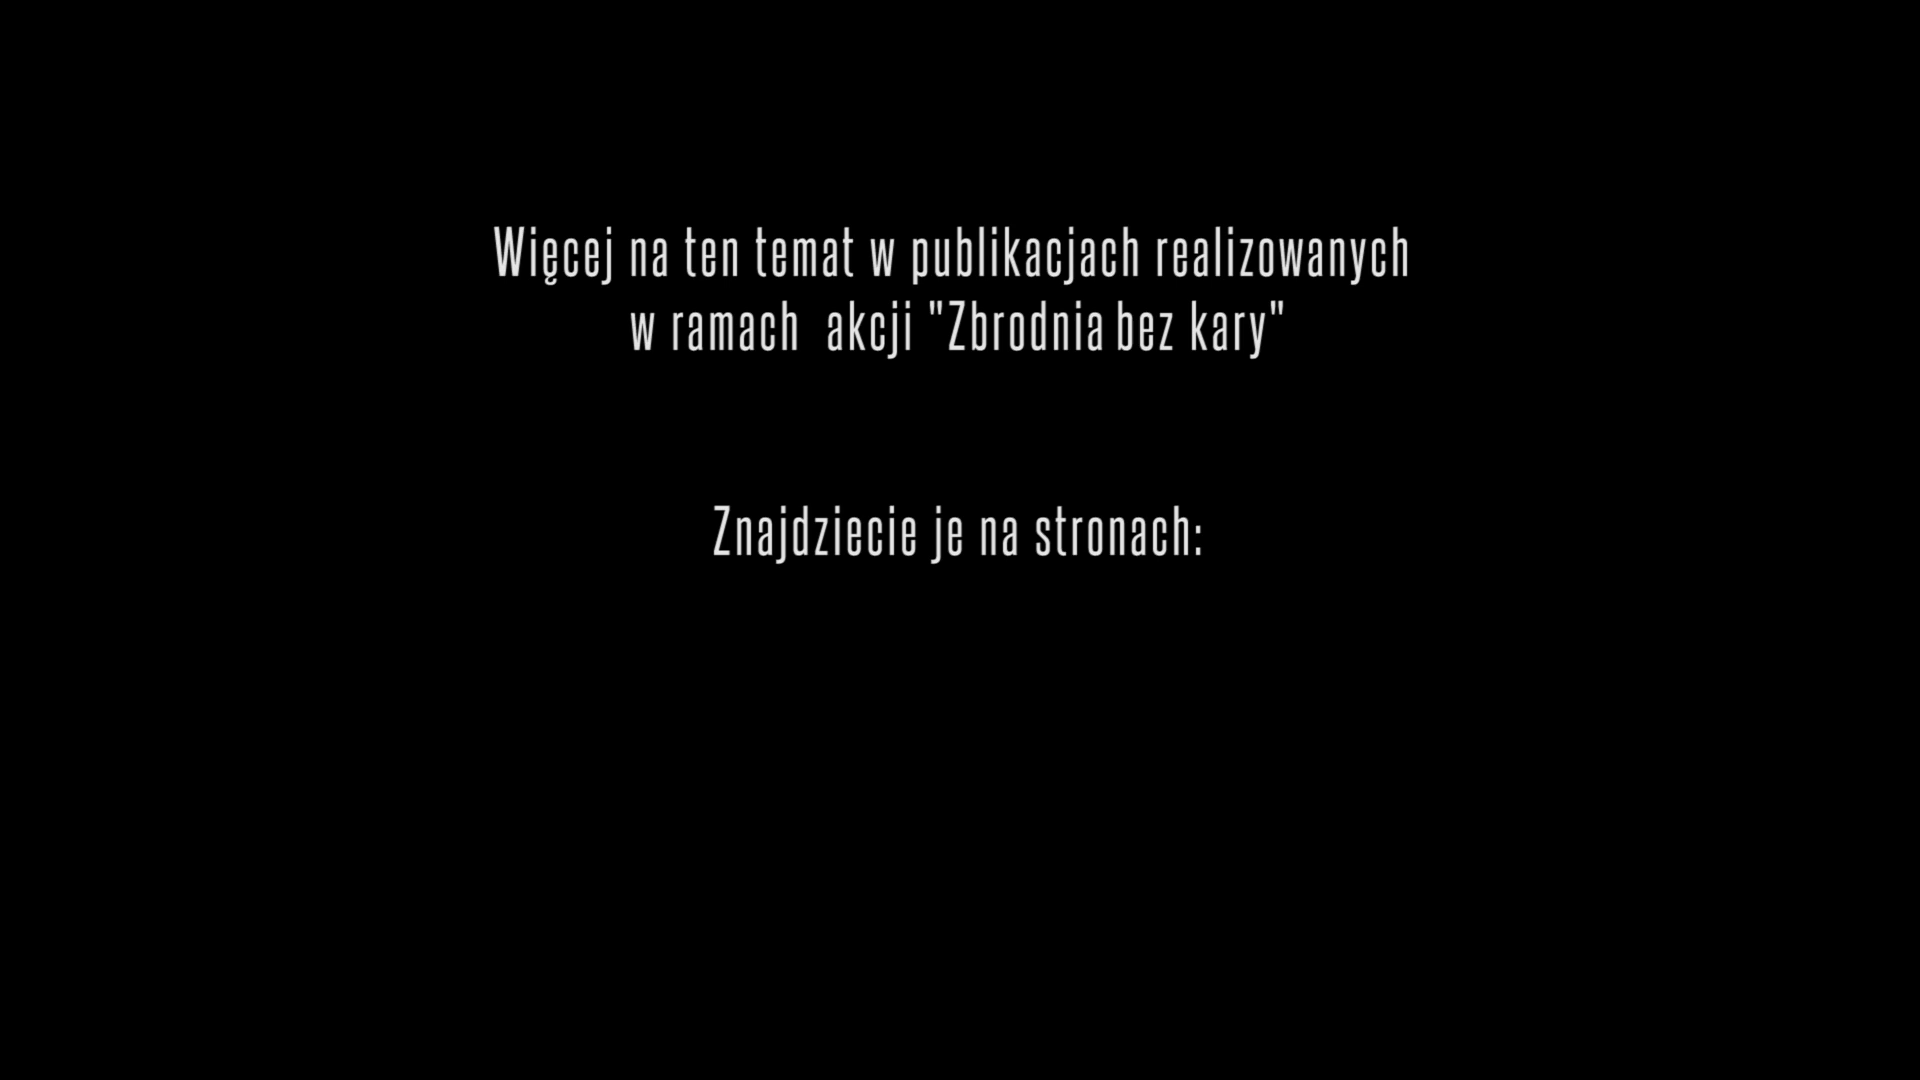 Więcej na ten temat w publikacjach realizowanych
w ramach  akcji "Zbrodnia bez kary"
Znajdziecie je na stronach: